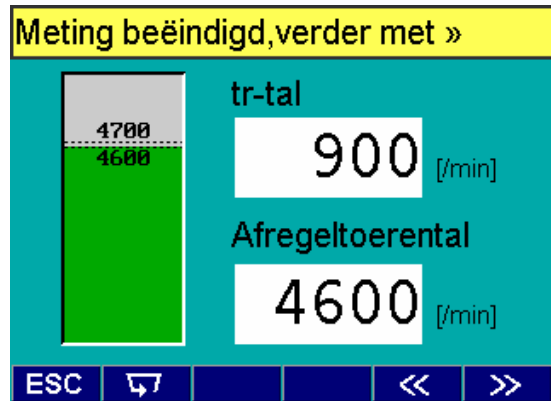 Meting beëindigd,verder met »
tr-tal
4700
4600
900 [/min]
Afregeltoerental
4600 [/min]
ESC << >>